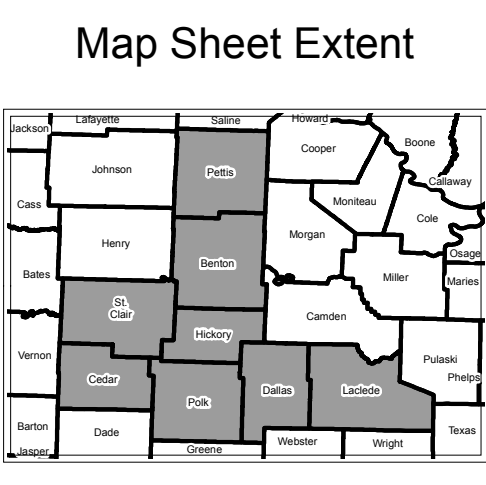 Map Sheet Extent
Lafayette
Saline
Howard
Jackson
Boone
Cooper
Johnson
Pettis
Callaway
Moniteau
Cass
Cole
Morgan
Henry
Osage
Benton
Bates
Miller
Maries
St.
Clair
Camden
Hickory
Vernon
Pulaski
Cedar
Phelps
Dallas
Laclede
Polk
Barton
Dade
Texas
Webster
Wright
Greene
Jasper